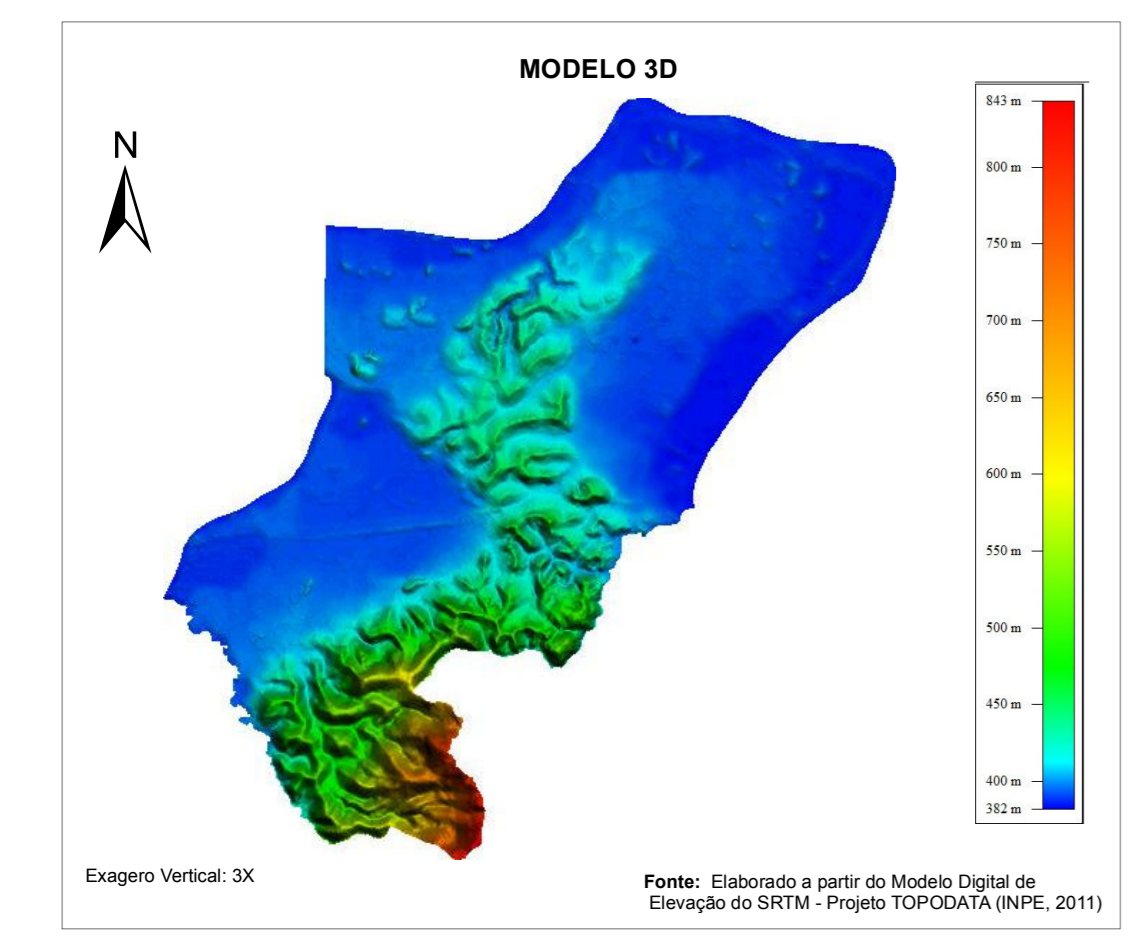 MODELO 3D
N
843 m
800 m
750 m
700 m
650 m
600 m
550 m
500 m
450 m
400 m
382 m
Exagero Vertical: 3X
Fonte: Elaborado a partir do Modelo Digital de
Elevação do SRTM - Projeto TOPODATA (INPE, 2011)